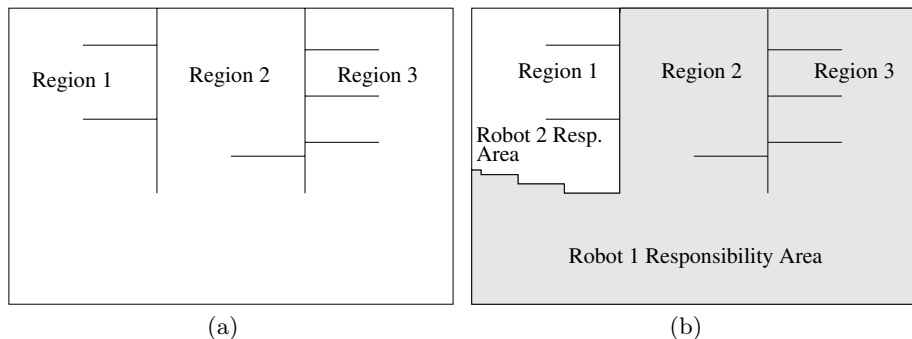 Region 1
Region 2
Region 3
(a)
Region 1
Region 2
Region 3
Robot 2 Resp.
Area
Robot 1 Responsibility Area
(b)